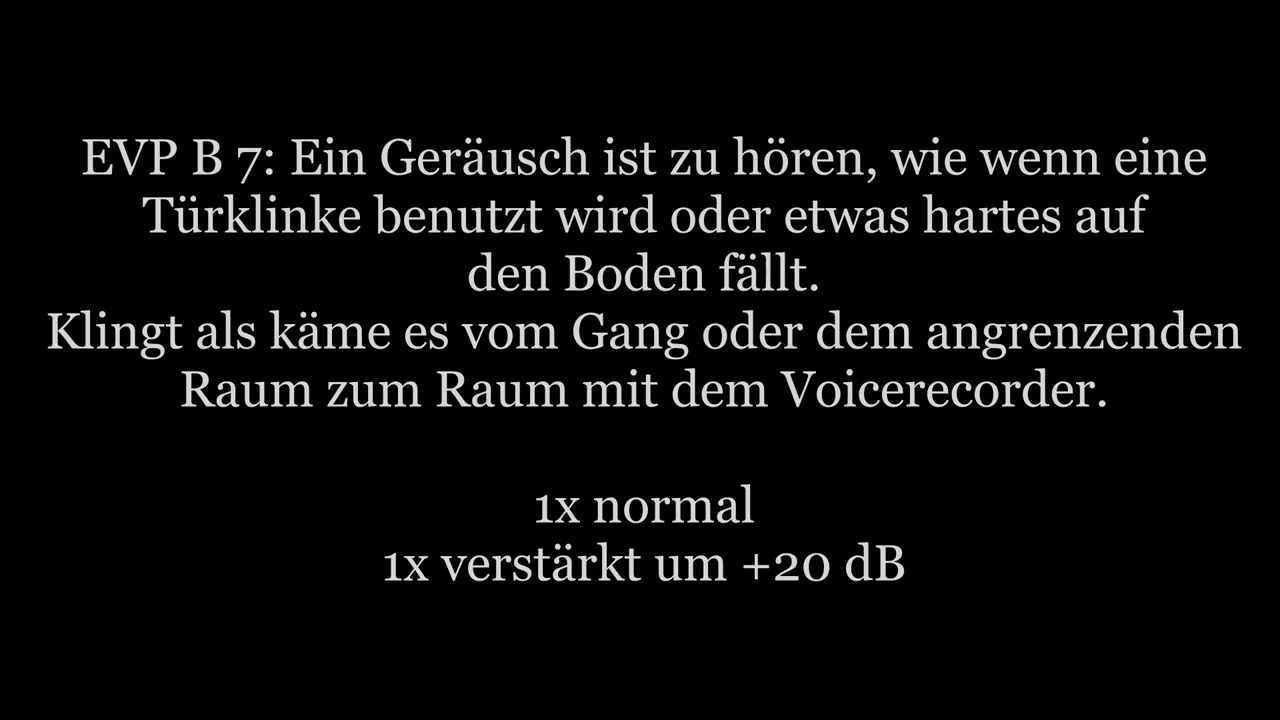 EVP B 7: Ein Geräusch ist zu hören, wie wenn eine
Türklinke benutzt wird oder etwas hartes auf
den Boden fällt.
Klingt als käme es vom Gang oder dem angrenzenden
Raum zum Raum mit dem Voicerecorder.
1x normal
1x verstärkt um +20 dB